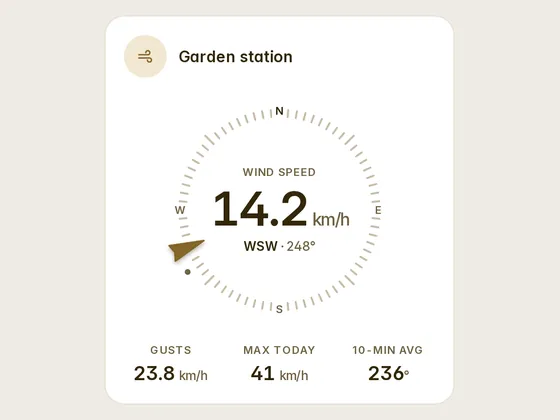 Garden station
N
WIND SPEED
W
14.2 km/h
E
WSW · 248°
S
GUSTS
MAX TODAY
10-MIN AVG
23.8 km/h
41 km/h
236°